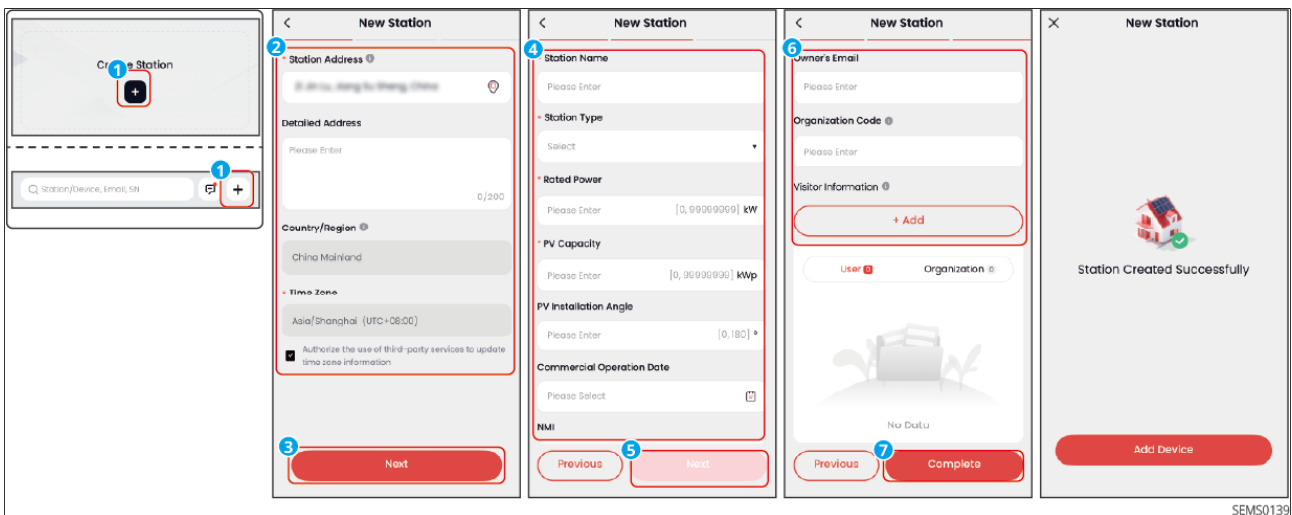 Create Station
1
+
Station/Device, Email, SN
1
+
New Station
2
* Station Address
Detailed Address
Please Enter
0/200
Country/Region
China Mainland
* Time Zone
Asia/Shanghai (UTC+08:00)
Authorize the use of third-party services to update
time zone information
3
Next
New Station
4
* Station Name
Please Enter
* Station Type
Select
* Rated Power
Please Enter [0, 99999999] kW
* PV Capacity
Please Enter [0, 99999999] kWp
PV Installation Angle
Please Enter [0,180] °
Commercial Operation Date
Please Select
NMI
5
Previous Next
New Station
6
Owner's Email
Please Enter
Organization Code
Please Enter
Visitor Information
+ Add
User 0 Organization 0
No Data
7
Previous Complete
New Station
Station Created Successfully
Add Device
SEMS0139